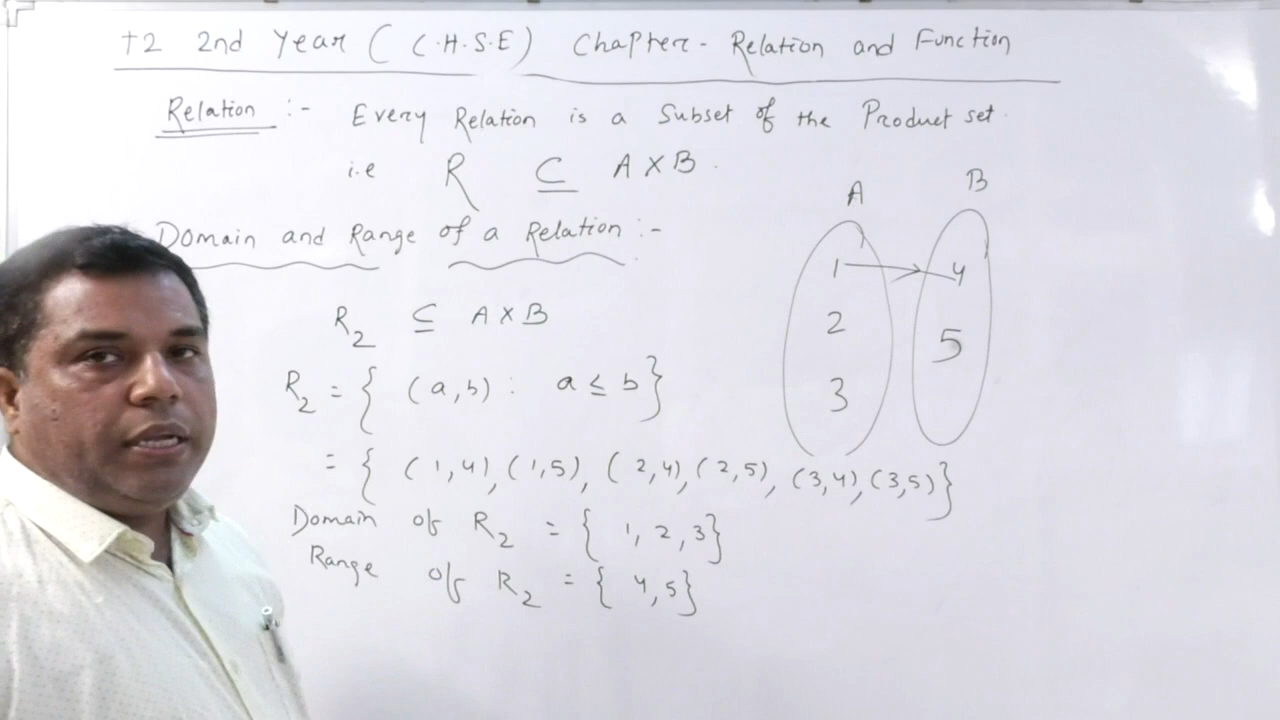 +2 2nd Year ( C.H.S.E) Chapter - Relation and Function
Relation :- Every Relation is a Subset of the Product set.
i.e R ⊆ A×B.
Domain and Range of a Relation :-
R₂ ⊆ A×B
R₂ = { (a,b) : a ≤ b}
= { (1,4), (1,5), (2,4), (2,5), (3,4), (3,5)}
Domain of R₂ = { 1, 2, 3}
Range of R₂ = { 4, 5}
A B
1 → 4
2 5
3